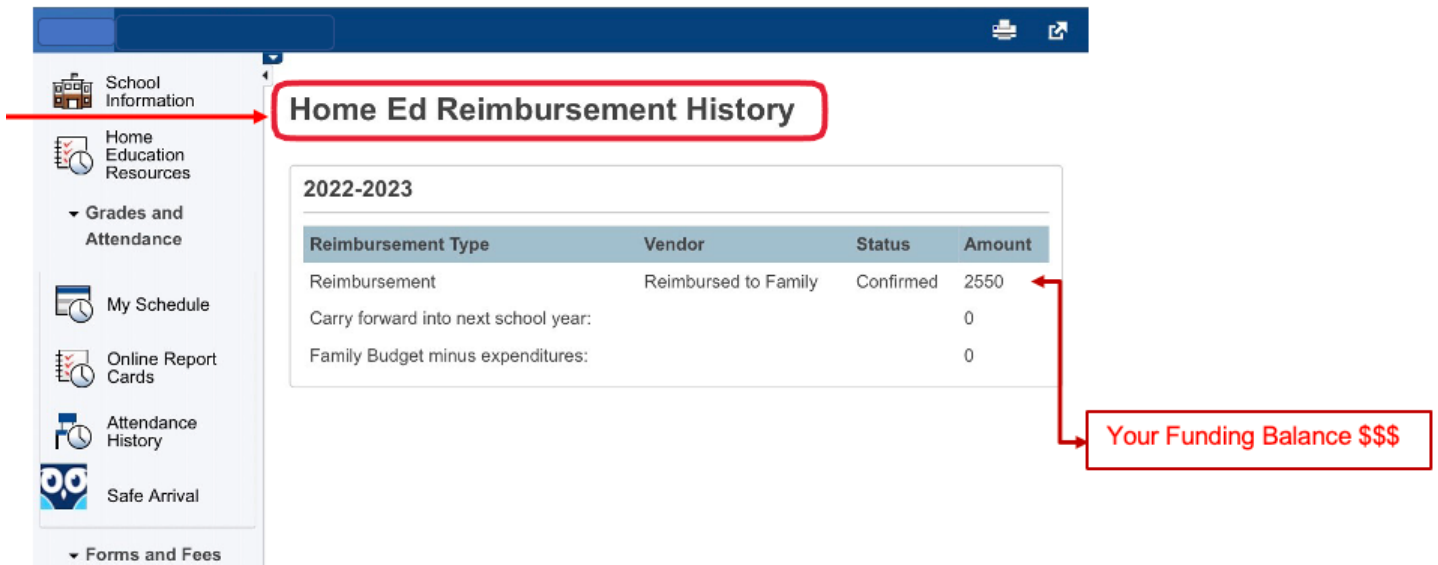 School
Information
Home
Education
Resources
Grades and
Attendance
My Schedule
Online Report
Cards
Attendance
History
Safe Arrival
Forms and Fees
Home Ed Reimbursement History
2022-2023
Reimbursement Type Vendor Status Amount
Reimbursement Reimbursed to Family Confirmed 2550
Carry forward into next school year: 0
Family Budget minus expenditures: 0
Your Funding Balance $$$